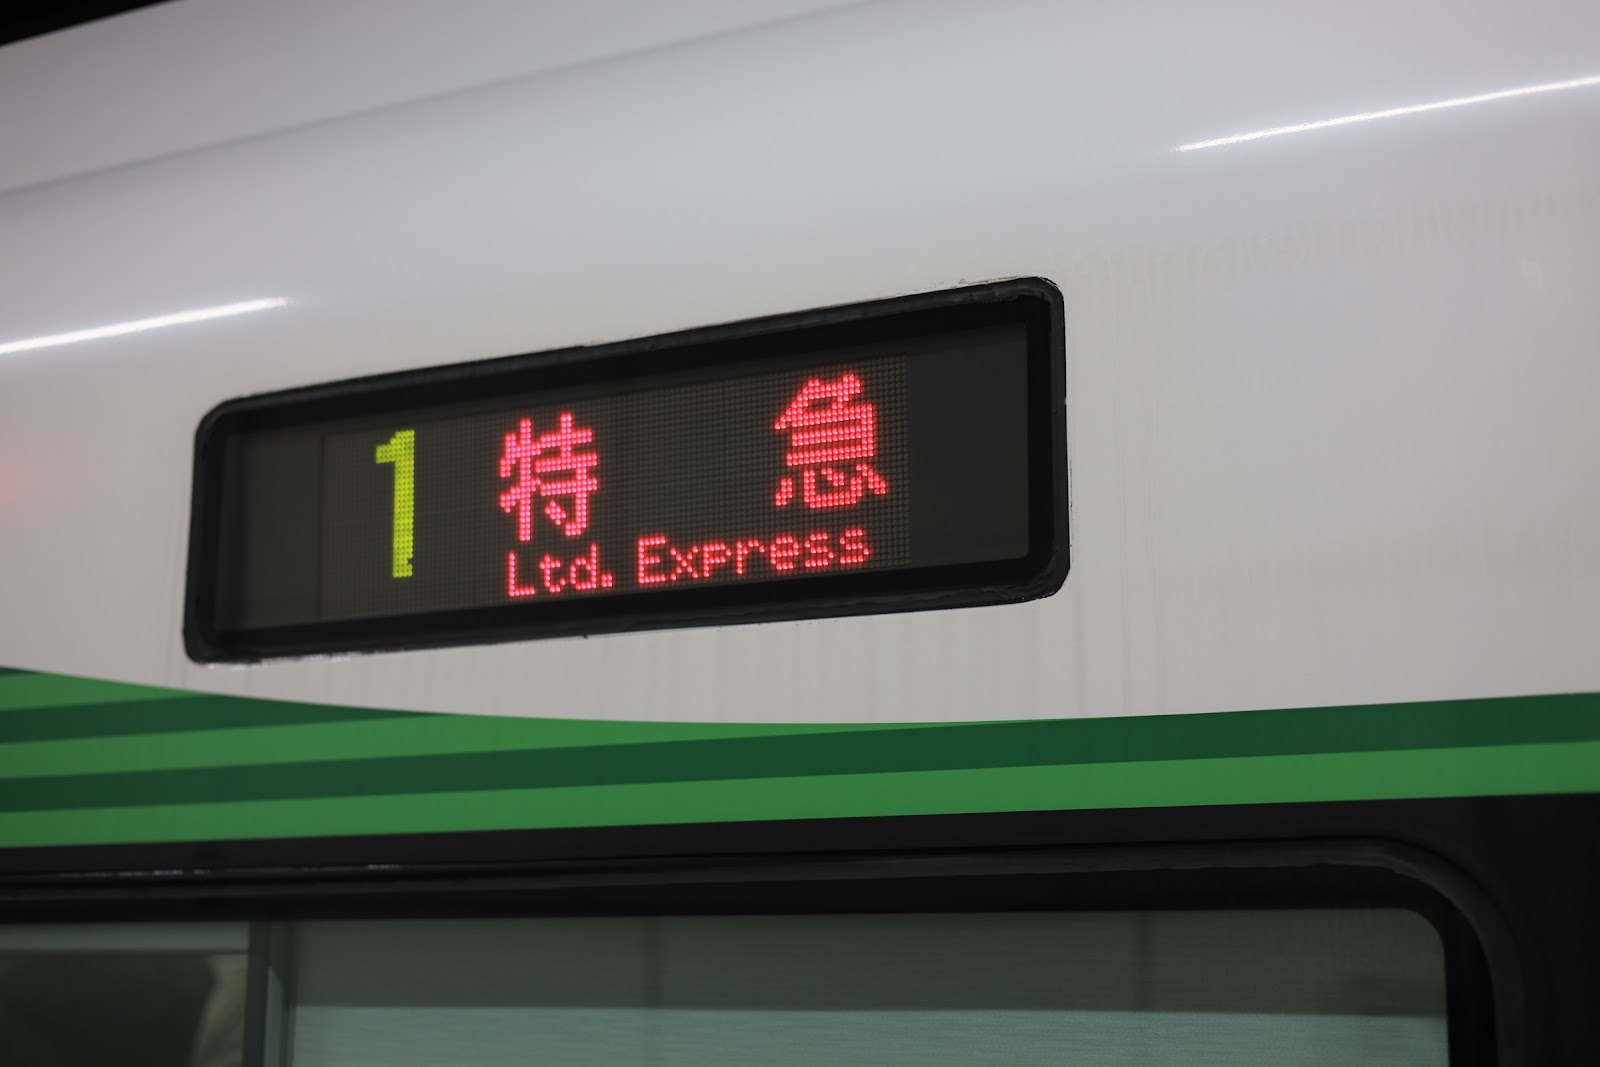 1 特急
Ltd. Express